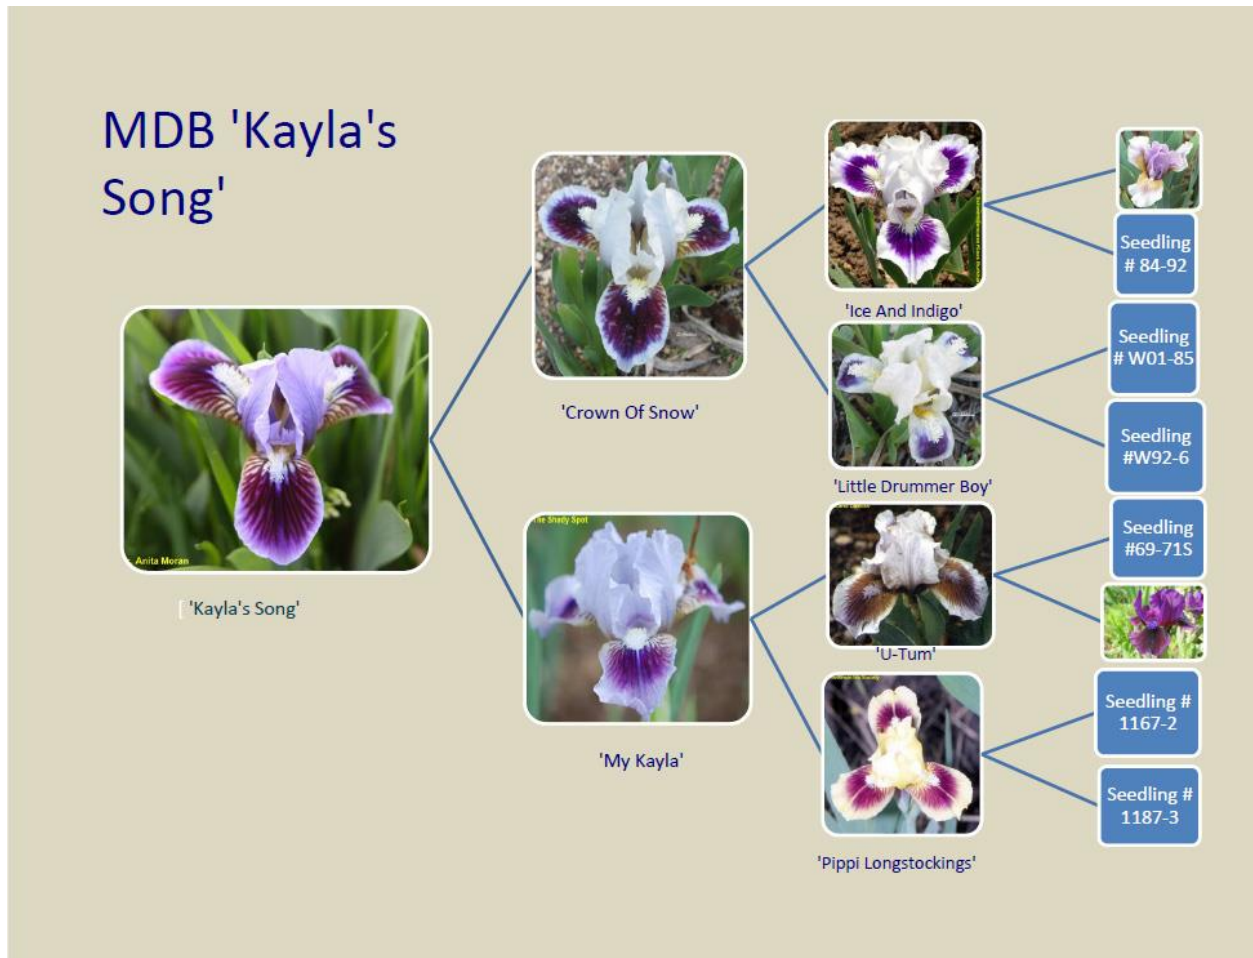 MDB 'Kayla's
Song'
Anita Moran
'Kayla's Song'
'Crown Of Snow'
The Shady Spot
'My Kayla'
'Ice And Indigo'
'Little Drummer Boy'
'U-Tum'
'Pippi Longstockings'
Seedling
# 84-92
Seedling
# W01-85
Seedling
#W92-6
Seedling
#69-71S
Seedling #
1167-2
Seedling #
1187-3